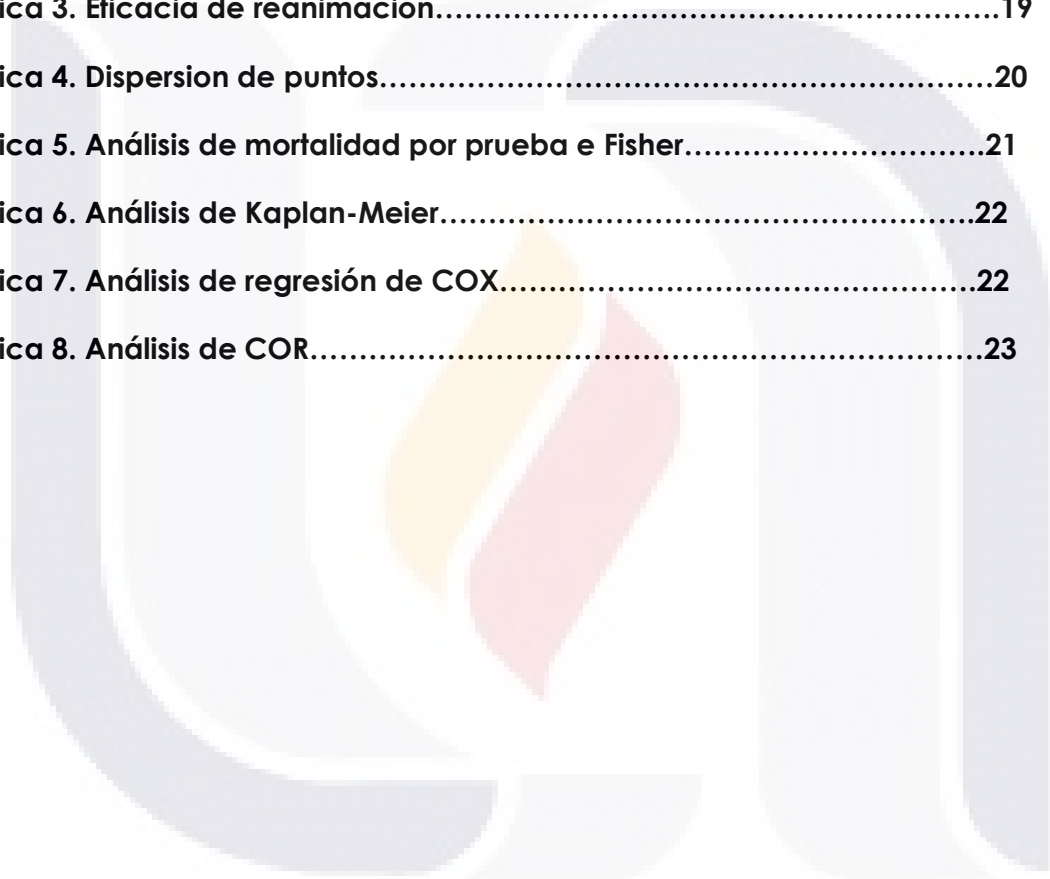 ica 3. Eficacia de reanimación……………………………………………………….19
ica 4. Dispersion de puntos…………………………………………………………20
ica 5. Análisis de mortalidad por prueba e Fisher…………………………..21
ica 6. Análisis de Kaplan-Meier………………………………………………..22
ica 7. Análisis de regresión de COX…………………………………………..22
ica 8. Análisis de COR……………………………………………………………23